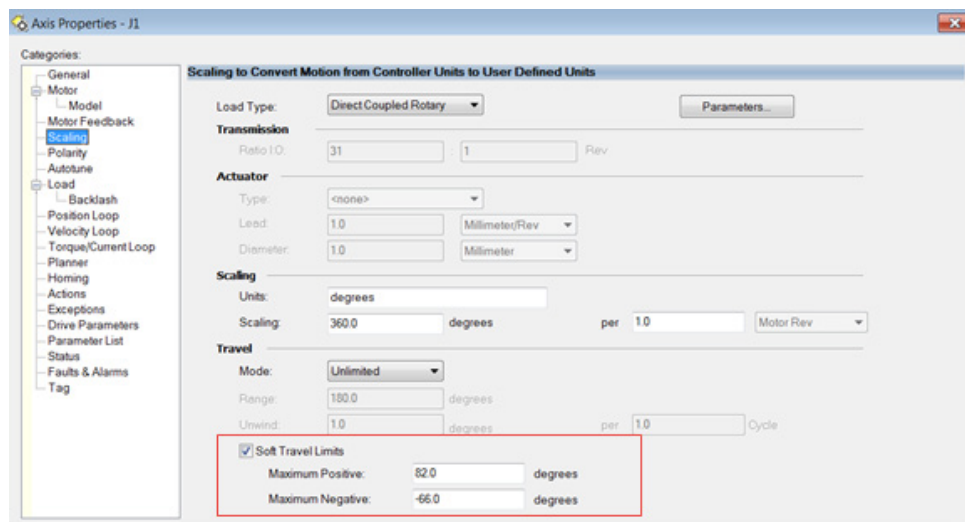 Axis Properties - J1
Categories:
General
Motor
Model
Motor Feedback
Scaling
Polarity
Autotune
Load
Backlash
Position Loop
Velocity Loop
Torque/Current Loop
Planner
Homing
Actions
Exceptions
Drive Parameters
Parameter List
Status
Faults & Alarms
Tag
Scaling to Convert Motion from Controller Units to User Defined Units
Load Type: Direct Coupled Rotary Parameters...
Transmission
Ratio I:O: 31 : 1 Rev
Actuator
Type: <none>
Lead: 1.0 Millimeter/Rev
Diameter: 1.0 Millimeter
Scaling
Units: degrees
Scaling: 360.0 degrees per 1.0 Motor Rev
Travel
Mode: Unlimited
Range: 180.0 degrees
Unwind: 1.0 degrees per 1.0 Cycle
Soft Travel Limits
Maximum Positive: 82.0 degrees
Maximum Negative: -66.0 degrees